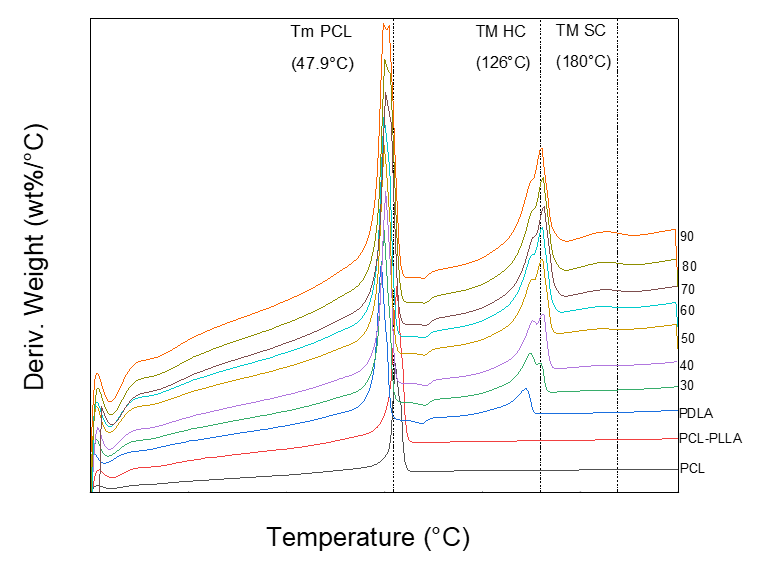 Tm PCL
(47.9°C)
TM HC
(126°C)
TM SC
(180°C)
Deriv. Weight (wt%/°C)
90
80
70
60
50
40
30
PDLA
PCL-PLLA
PCL
Temperature (°C)